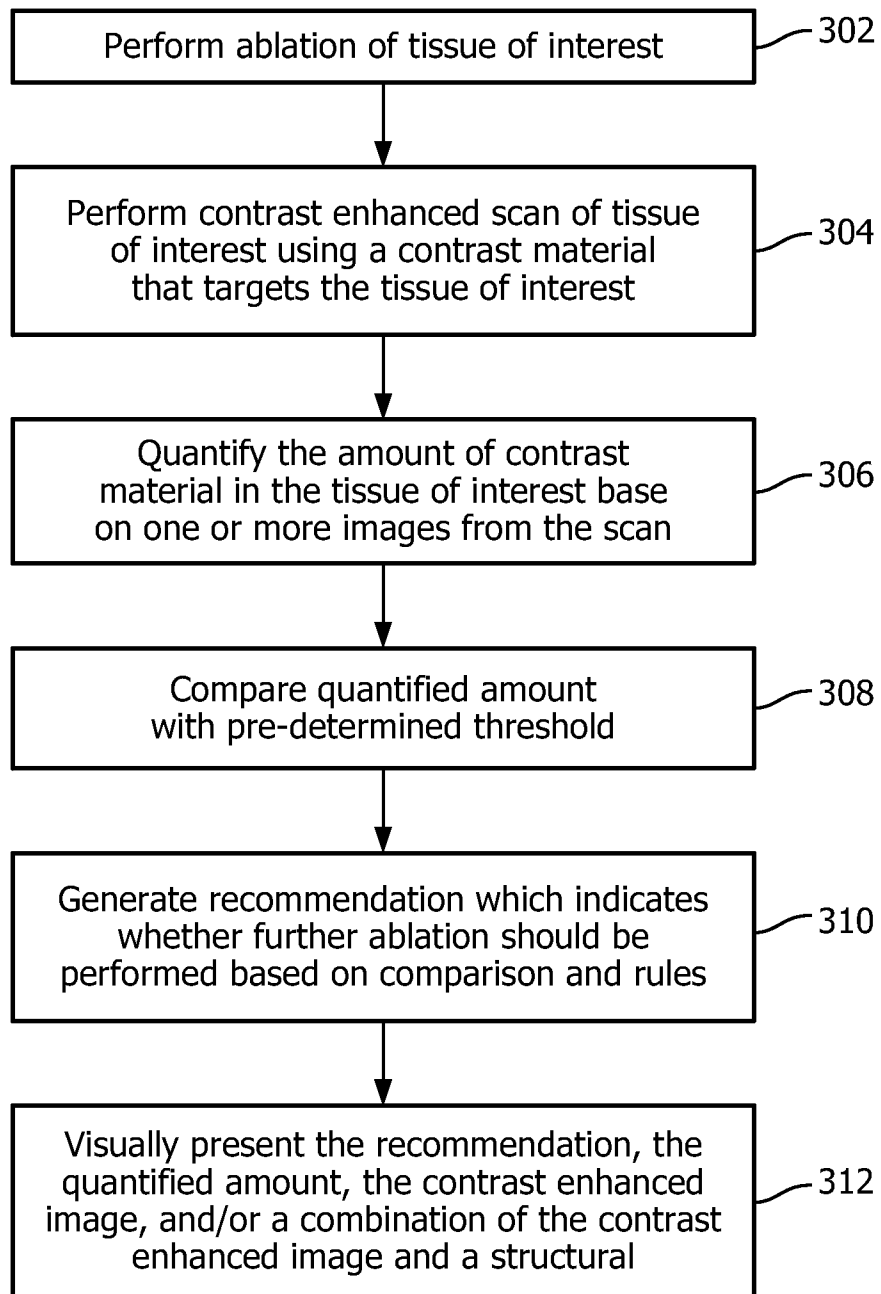 Perform ablation of tissue of interest
302
Perform contrast enhanced scan of tissue
of interest using a contrast material
that targets the tissue of interest
304
Quantify the amount of contrast
material in the tissue of interest base
on one or more images from the scan
306
Compare quantified amount
with pre-determined threshold
308
Generate recommendation which indicates
whether further ablation should be
performed based on comparison and rules
310
Visually present the recommendation, the
quantified amount, the contrast enhanced
image, and/or a combination of the contrast
enhanced image and a structural
312